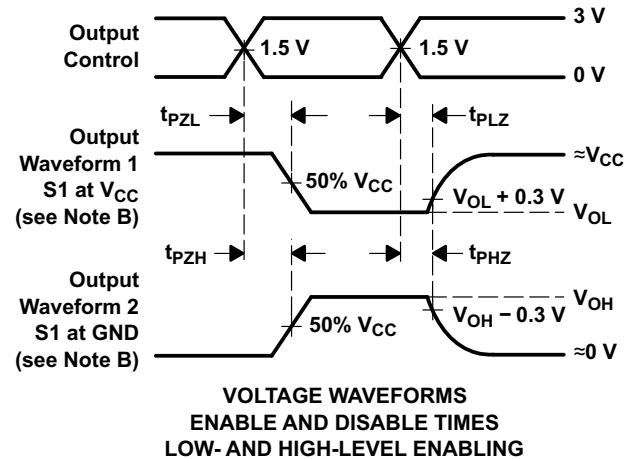 Output
Control
1.5 V
1.5 V
3 V
0 V
tPZL
tPLZ
Output
Waveform 1
S1 at VCC
(see Note B)
50% VCC
≈VCC
VOL + 0.3 V
VOL
tPZH
tPHZ
Output
Waveform 2
S1 at GND
(see Note B)
50% VCC
VOH
VOH − 0.3 V
≈0 V
VOLTAGE WAVEFORMS
ENABLE AND DISABLE TIMES
LOW- AND HIGH-LEVEL ENABLING